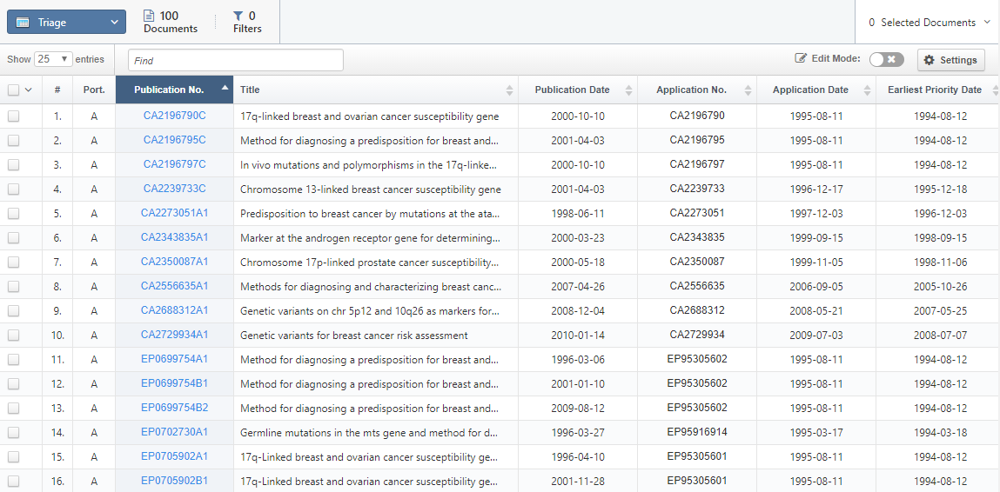 Triage 100 Documents 0 Filters 0 Selected Documents
Show 25 entries Find Edit Mode: Settings
# Port. Publication No. Title Publication Date Application No. Application Date Earliest Priority Date
1. A CA2196790C 17q-linked breast and ovarian cancer susceptibility gene 2000-10-10 CA2196790 1995-08-11 1994-08-12
2. A CA2196795C Method for diagnosing a predisposition for breast and... 2001-04-03 CA2196795 1995-08-11 1994-08-12
3. A CA2196797C In vivo mutations and polymorphisms in the 17q-linke... 2000-10-10 CA2196797 1995-08-11 1994-08-12
4. A CA2239733C Chromosome 13-linked breast cancer susceptibility gene 2001-04-03 CA2239733 1996-12-17 1995-12-18
5. A CA2273051A1 Predisposition to breast cancer by mutations at the ata... 1998-06-11 CA2273051 1997-12-03 1996-12-03
6. A CA2343835A1 Marker at the androgen receptor gene for determining... 2000-03-23 CA2343835 1999-09-15 1998-09-15
7. A CA2350087A1 Chromosome 17p-linked prostate cancer susceptibility... 2000-05-18 CA2350087 1999-11-05 1998-11-06
8. A CA2556635A1 Methods for diagnosing and characterizing breast canc... 2007-04-26 CA2556635 2006-09-05 2005-10-26
9. A CA2688312A1 Genetic variants on chr 5p12 and 10q26 as markers for... 2008-12-04 CA2688312 2008-05-21 2007-05-25
10. A CA2729934A1 Genetic variants for breast cancer risk assessment 2010-01-14 CA2729934 2009-07-03 2008-07-07
11. A EP0699754A1 Method for diagnosing a predisposition for breast and... 1996-03-06 EP95305602 1995-08-11 1994-08-12
12. A EP0699754B1 Method for diagnosing a predisposition for breast and... 2001-01-10 EP95305602 1995-08-11 1994-08-12
13. A EP0699754B2 Method for diagnosing a predisposition for breast and... 2009-08-12 EP95305602 1995-08-11 1994-08-12
14. A EP0702730A1 Germline mutations in the mts gene and method for d... 1996-03-27 EP95916914 1995-03-17 1994-03-18
15. A EP0705902A1 17q-Linked breast and ovarian cancer susceptibility ge... 1996-04-10 EP95305601 1995-08-11 1994-08-12
16. A EP0705902B1 17q-Linked breast and ovarian cancer susceptibility ge... 2001-11-28 EP95305601 1995-08-11 1994-08-12